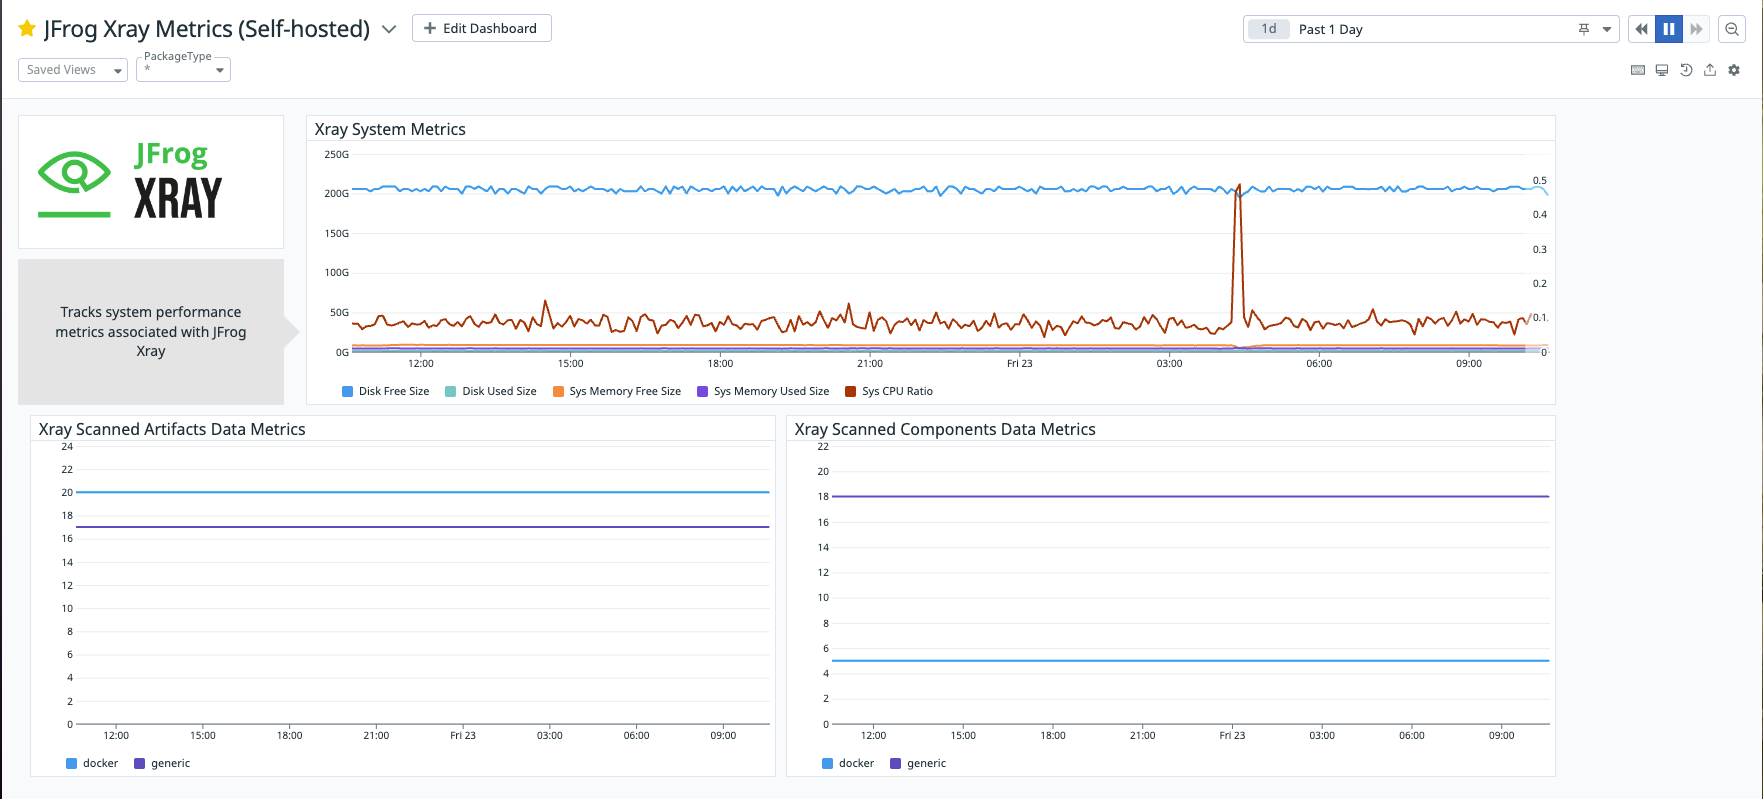 JFrog Xray Metrics (Self-hosted)
Edit Dashboard
1d Past 1 Day
Saved Views
PackageType
*
JFrog
XRAY
Tracks system performance
metrics associated with JFrog
Xray
Xray System Metrics
250G
200G
150G
100G
50G
0G
0.5
0.4
0.3
0.2
0.1
0
12:00 15:00 18:00 21:00 Fri 23 03:00 06:00 09:00
Disk Free Size Disk Used Size Sys Memory Free Size Sys Memory Used Size Sys CPU Ratio
Xray Scanned Artifacts Data Metrics
24
22
20
18
16
14
12
10
8
6
4
2
0
12:00 15:00 18:00 21:00 Fri 23 03:00 06:00 09:00
docker generic
Xray Scanned Components Data Metrics
22
20
18
16
14
12
10
8
6
4
2
0
12:00 15:00 18:00 21:00 Fri 23 03:00 06:00 09:00
docker generic